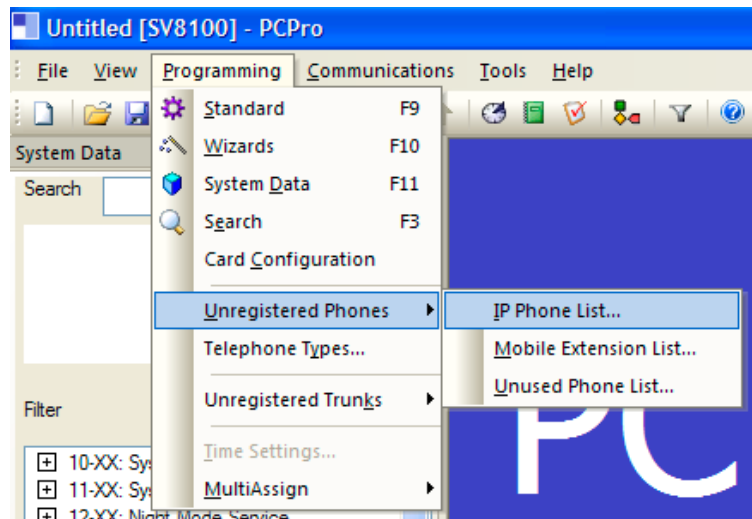 Untitled [SV8100] - PCPro
File View Programming Communications Tools Help
Standard F9
System Data
Wizards F10
Search
System Data F11
Search F3
Card Configuration
Unregistered Phones
IP Phone List...
Telephone Types...
Mobile Extension List...
Unused Phone List...
Filter
Unregistered Trunks
PC
Time Settings...
10-XX: Sy
MultiAssign
11-XX: Sy
12-XX: Night Mode Service